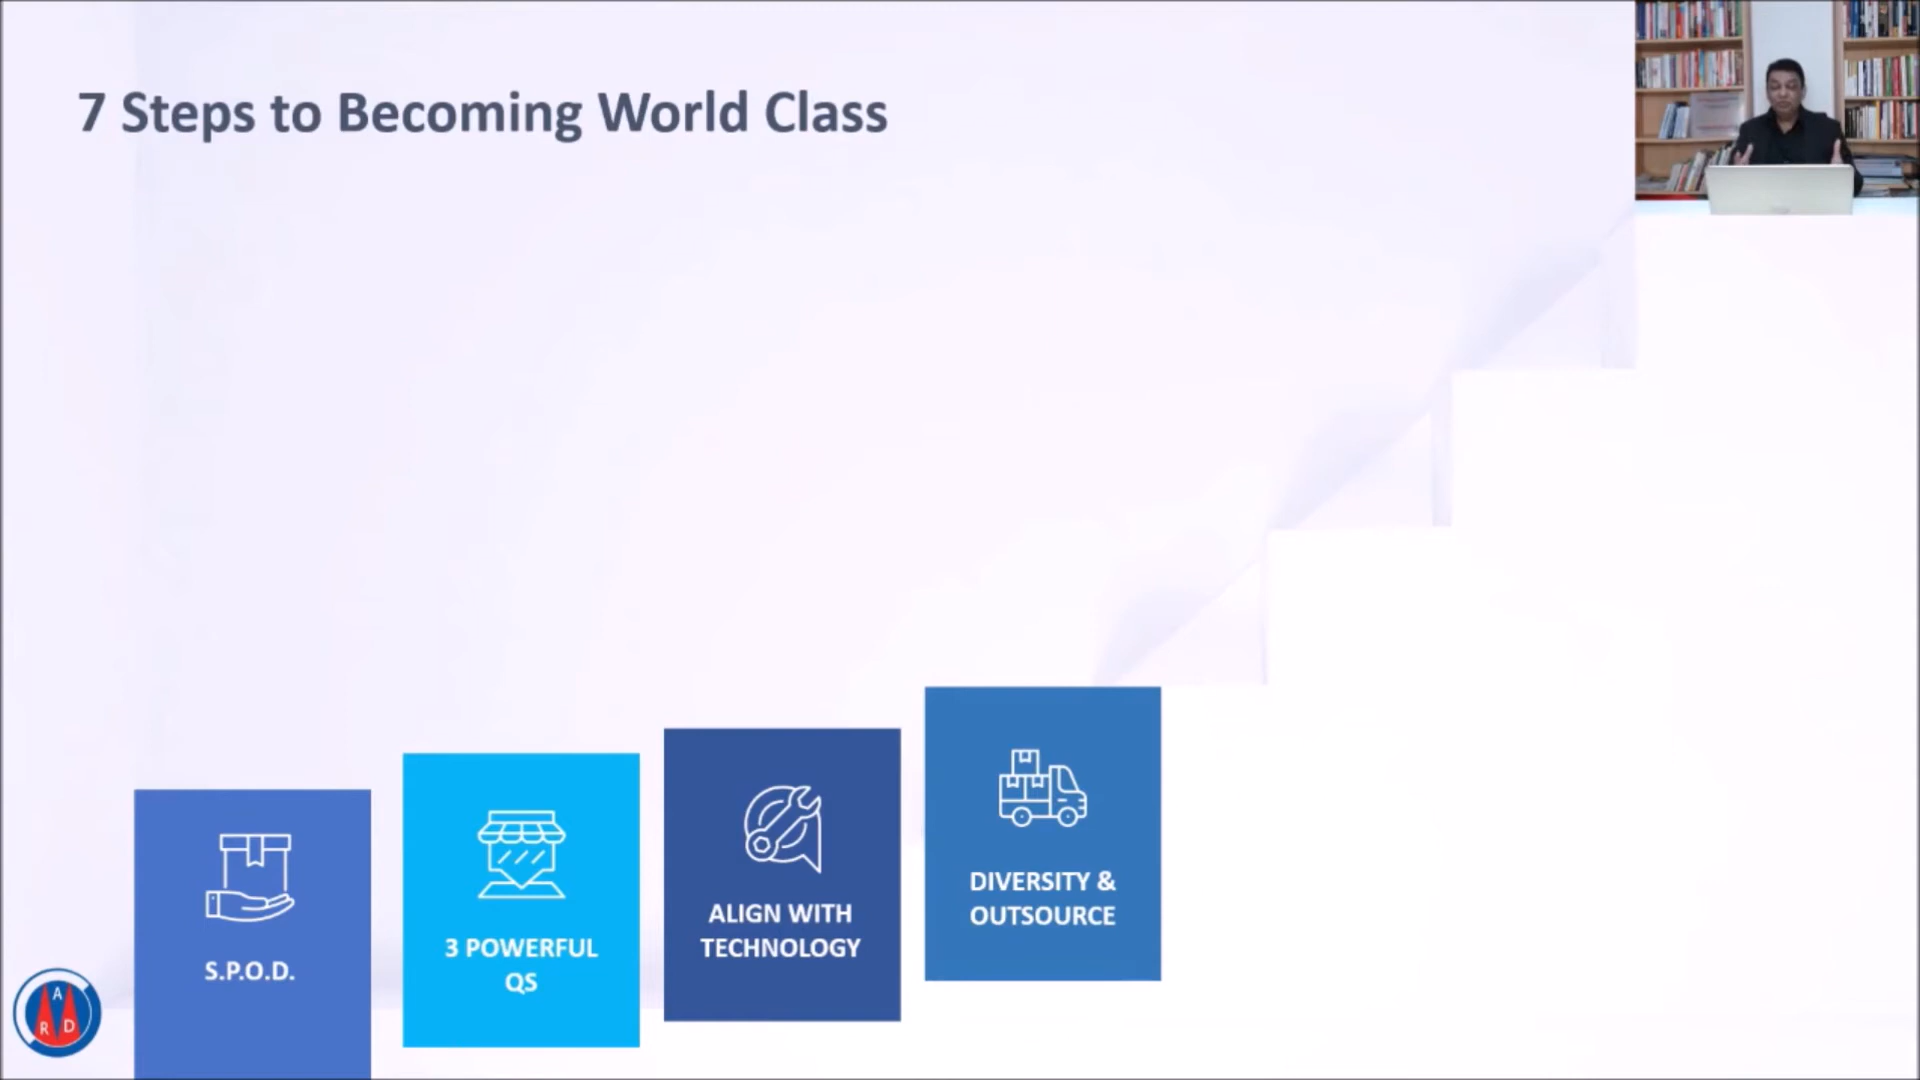 7 Steps to Becoming World Class
S.P.O.D.
3 POWERFUL
QS
ALIGN WITH
TECHNOLOGY
DIVERSITY &
OUTSOURCE
A
R D